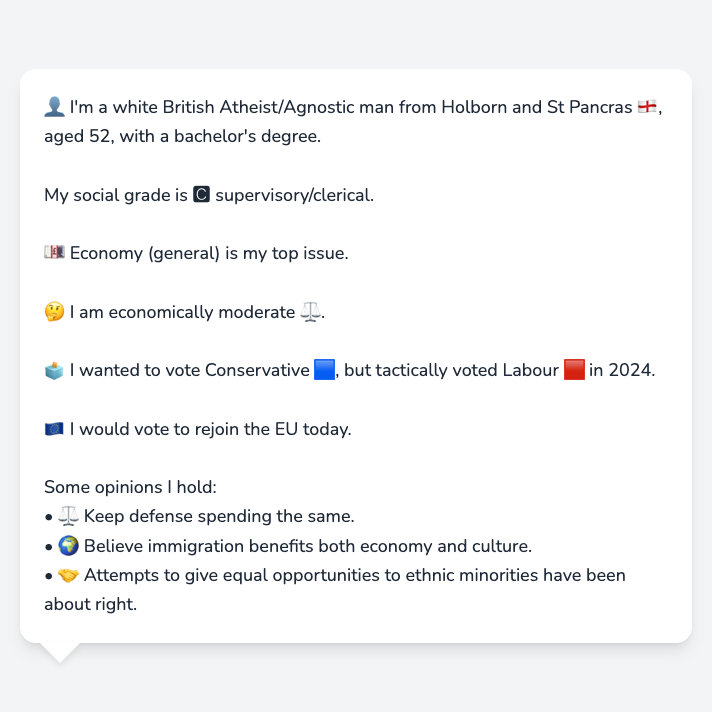 👤 I'm a white British Atheist/Agnostic man from Holborn and St Pancras 🏴󠁧󠁢󠁥󠁮󠁧󠁿,
aged 52, with a bachelor's degree.
My social grade is C supervisory/clerical.
💷 Economy (general) is my top issue.
🤔 I am economically moderate ⚖️.
🗳️ I wanted to vote Conservative 🟦, but tactically voted Labour 🟥 in 2024.
🇪🇺 I would vote to rejoin the EU today.
Some opinions I hold:
• ⚖️ Keep defense spending the same.
• 🌍 Believe immigration benefits both economy and culture.
• 🤝 Attempts to give equal opportunities to ethnic minorities have been
about right.